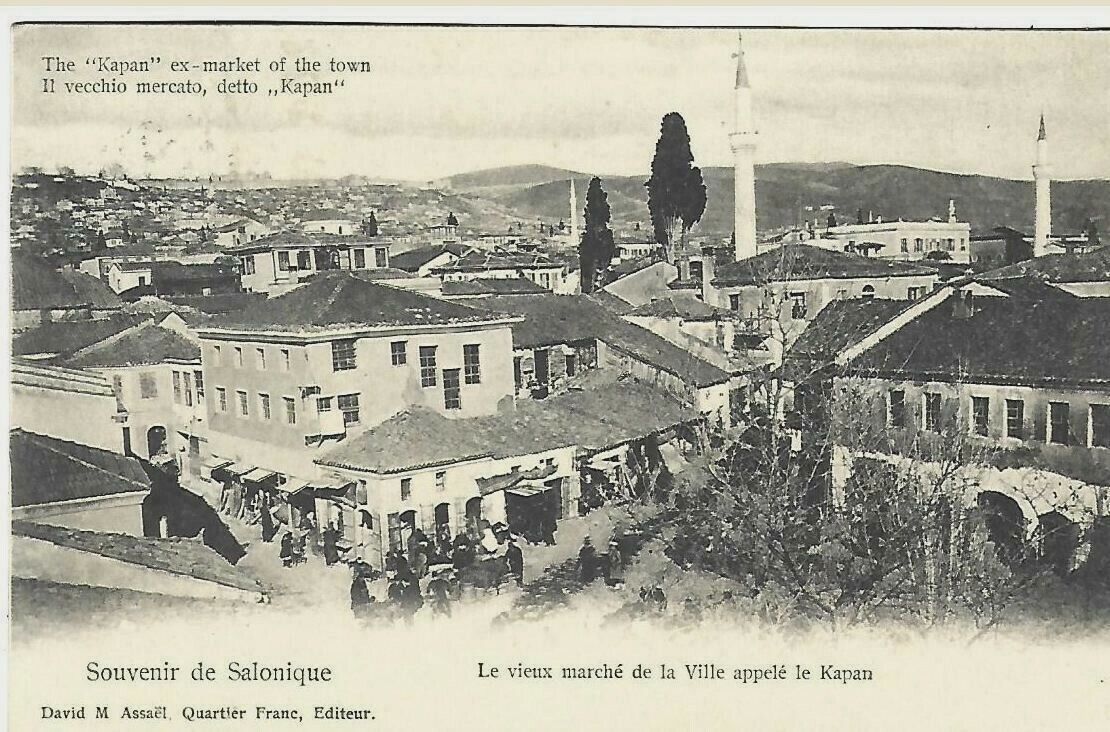 The “Kapan” ex-market of the town
Il vecchio mercato, detto „Kapan“
Souvenir de Salonique
Le vieux marché de la Ville appelé le Kapan
David M Assaël, Quartier Franc, Editeur.